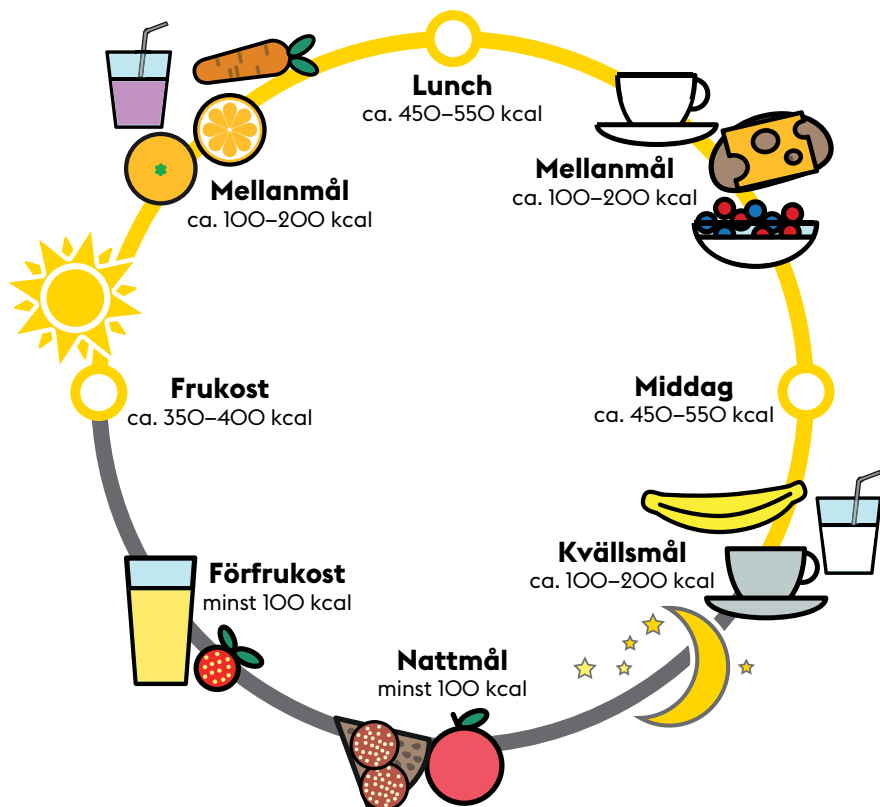 Lunch
ca. 450–550 kcal
Mellanmål
ca. 100–200 kcal
Mellanmål
ca. 100–200 kcal
Frukost
ca. 350–400 kcal
Middag
ca. 450–550 kcal
Kvällsmål
ca. 100–200 kcal
Förfrukost
minst 100 kcal
Nattmål
minst 100 kcal